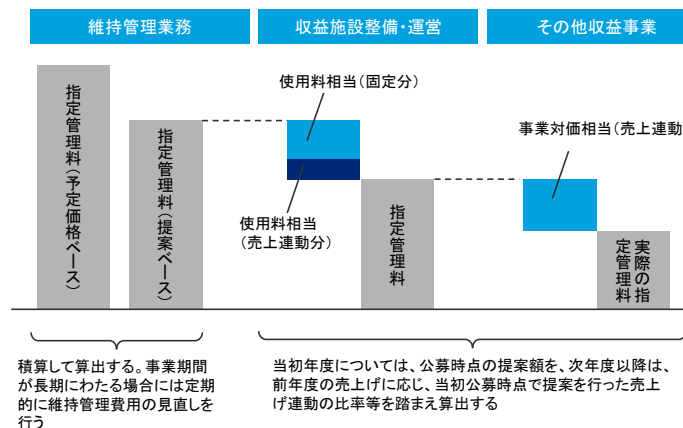 維持管理業務
収益施設整備・運営
その他収益事業
指定管理料(予定価格ベース)
指定管理料(提案ベース)
使用料相当(固定分)
使用料相当
(売上連動分)
指定管理料
事業対価相当(売上連動
実際の指
定管理料
積算して算出する。事業期間
が長期にわたる場合には定期
的に維持管理費用の見直しを
行う
当初年度については、公募時点の提案額を、次年度以降は、
前年度の売上げに応じ、当初公募時点で提案を行った売上
げ連動の比率等を踏まえ算出する